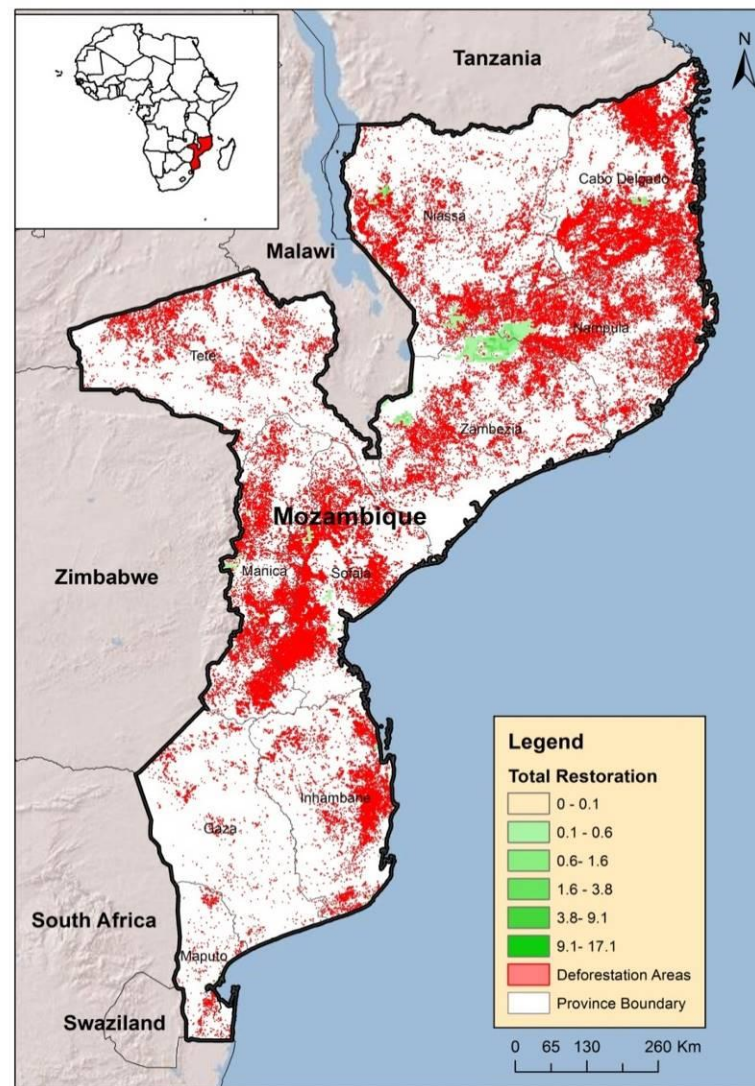 N
Tanzania
Cabo Delgado
Niassa
Malawi
Nampula
Tete
Zambezia
Mozambique
Zimbabwe
Manica
Sofala
Inhambane
Gaza
South Africa
Maputo
Swaziland
Legend
Total Restoration
0 - 0.1
0.1 - 0.6
0.6- 1.6
1.6 - 3.8
3.8- 9.1
9.1- 17.1
Deforestation Areas
Province Boundary
0 65 130 260 Km